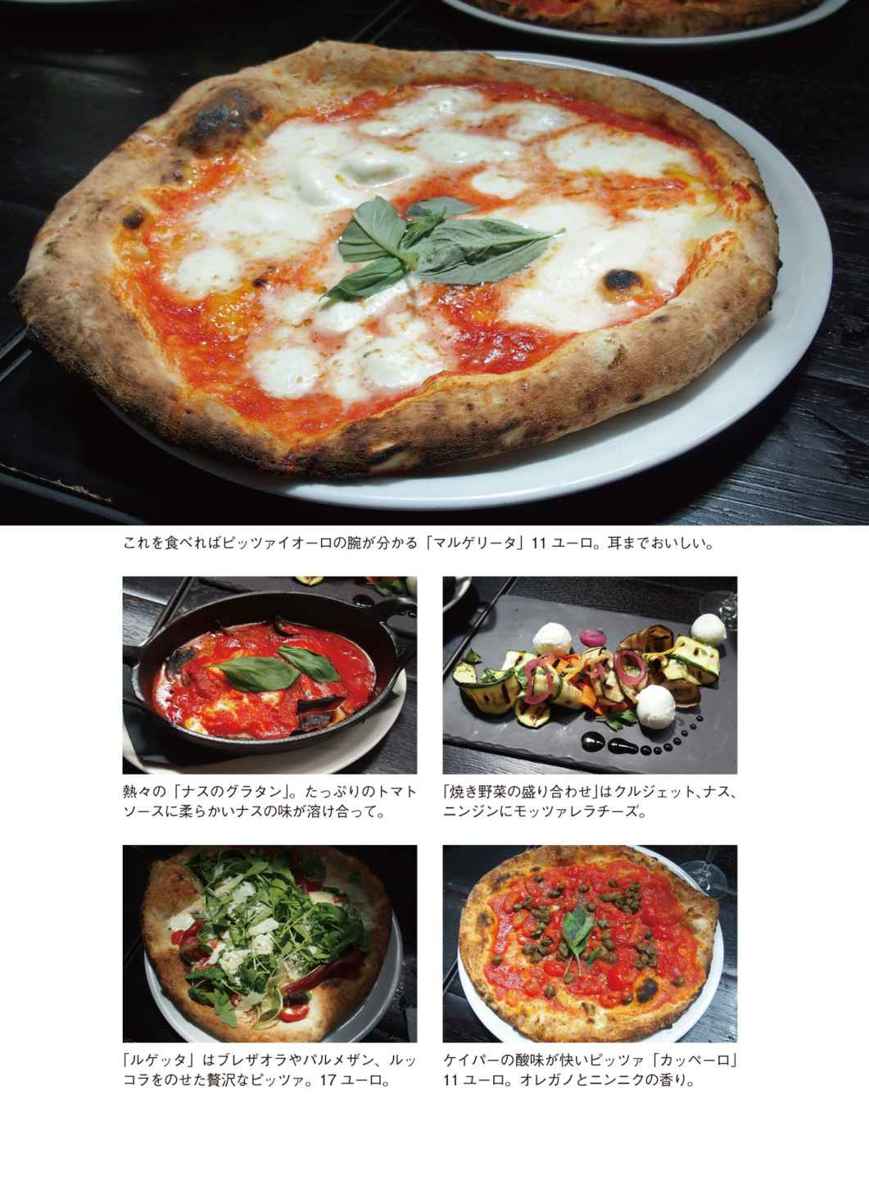 これを食べればピッツァイオーロの腕が分かる「マルゲリータ」11 ユーロ。耳までおいしい。
熱々の「ナスのグラタン」。たっぷりのトマト
ソースに柔らかいナスの味が溶け合って。
「焼き野菜の盛り合わせ」はクルジェット、ナス、
ニンジンにモッツァレラチーズ。
「ルゲッタ」はブレザオラやパルメザン、ルッ
コラをのせた贅沢なピッツァ。17 ユーロ。
ケイパーの酸味が快いピッツァ「カッペーロ」
11 ユーロ。オレガノとニンニクの香り。